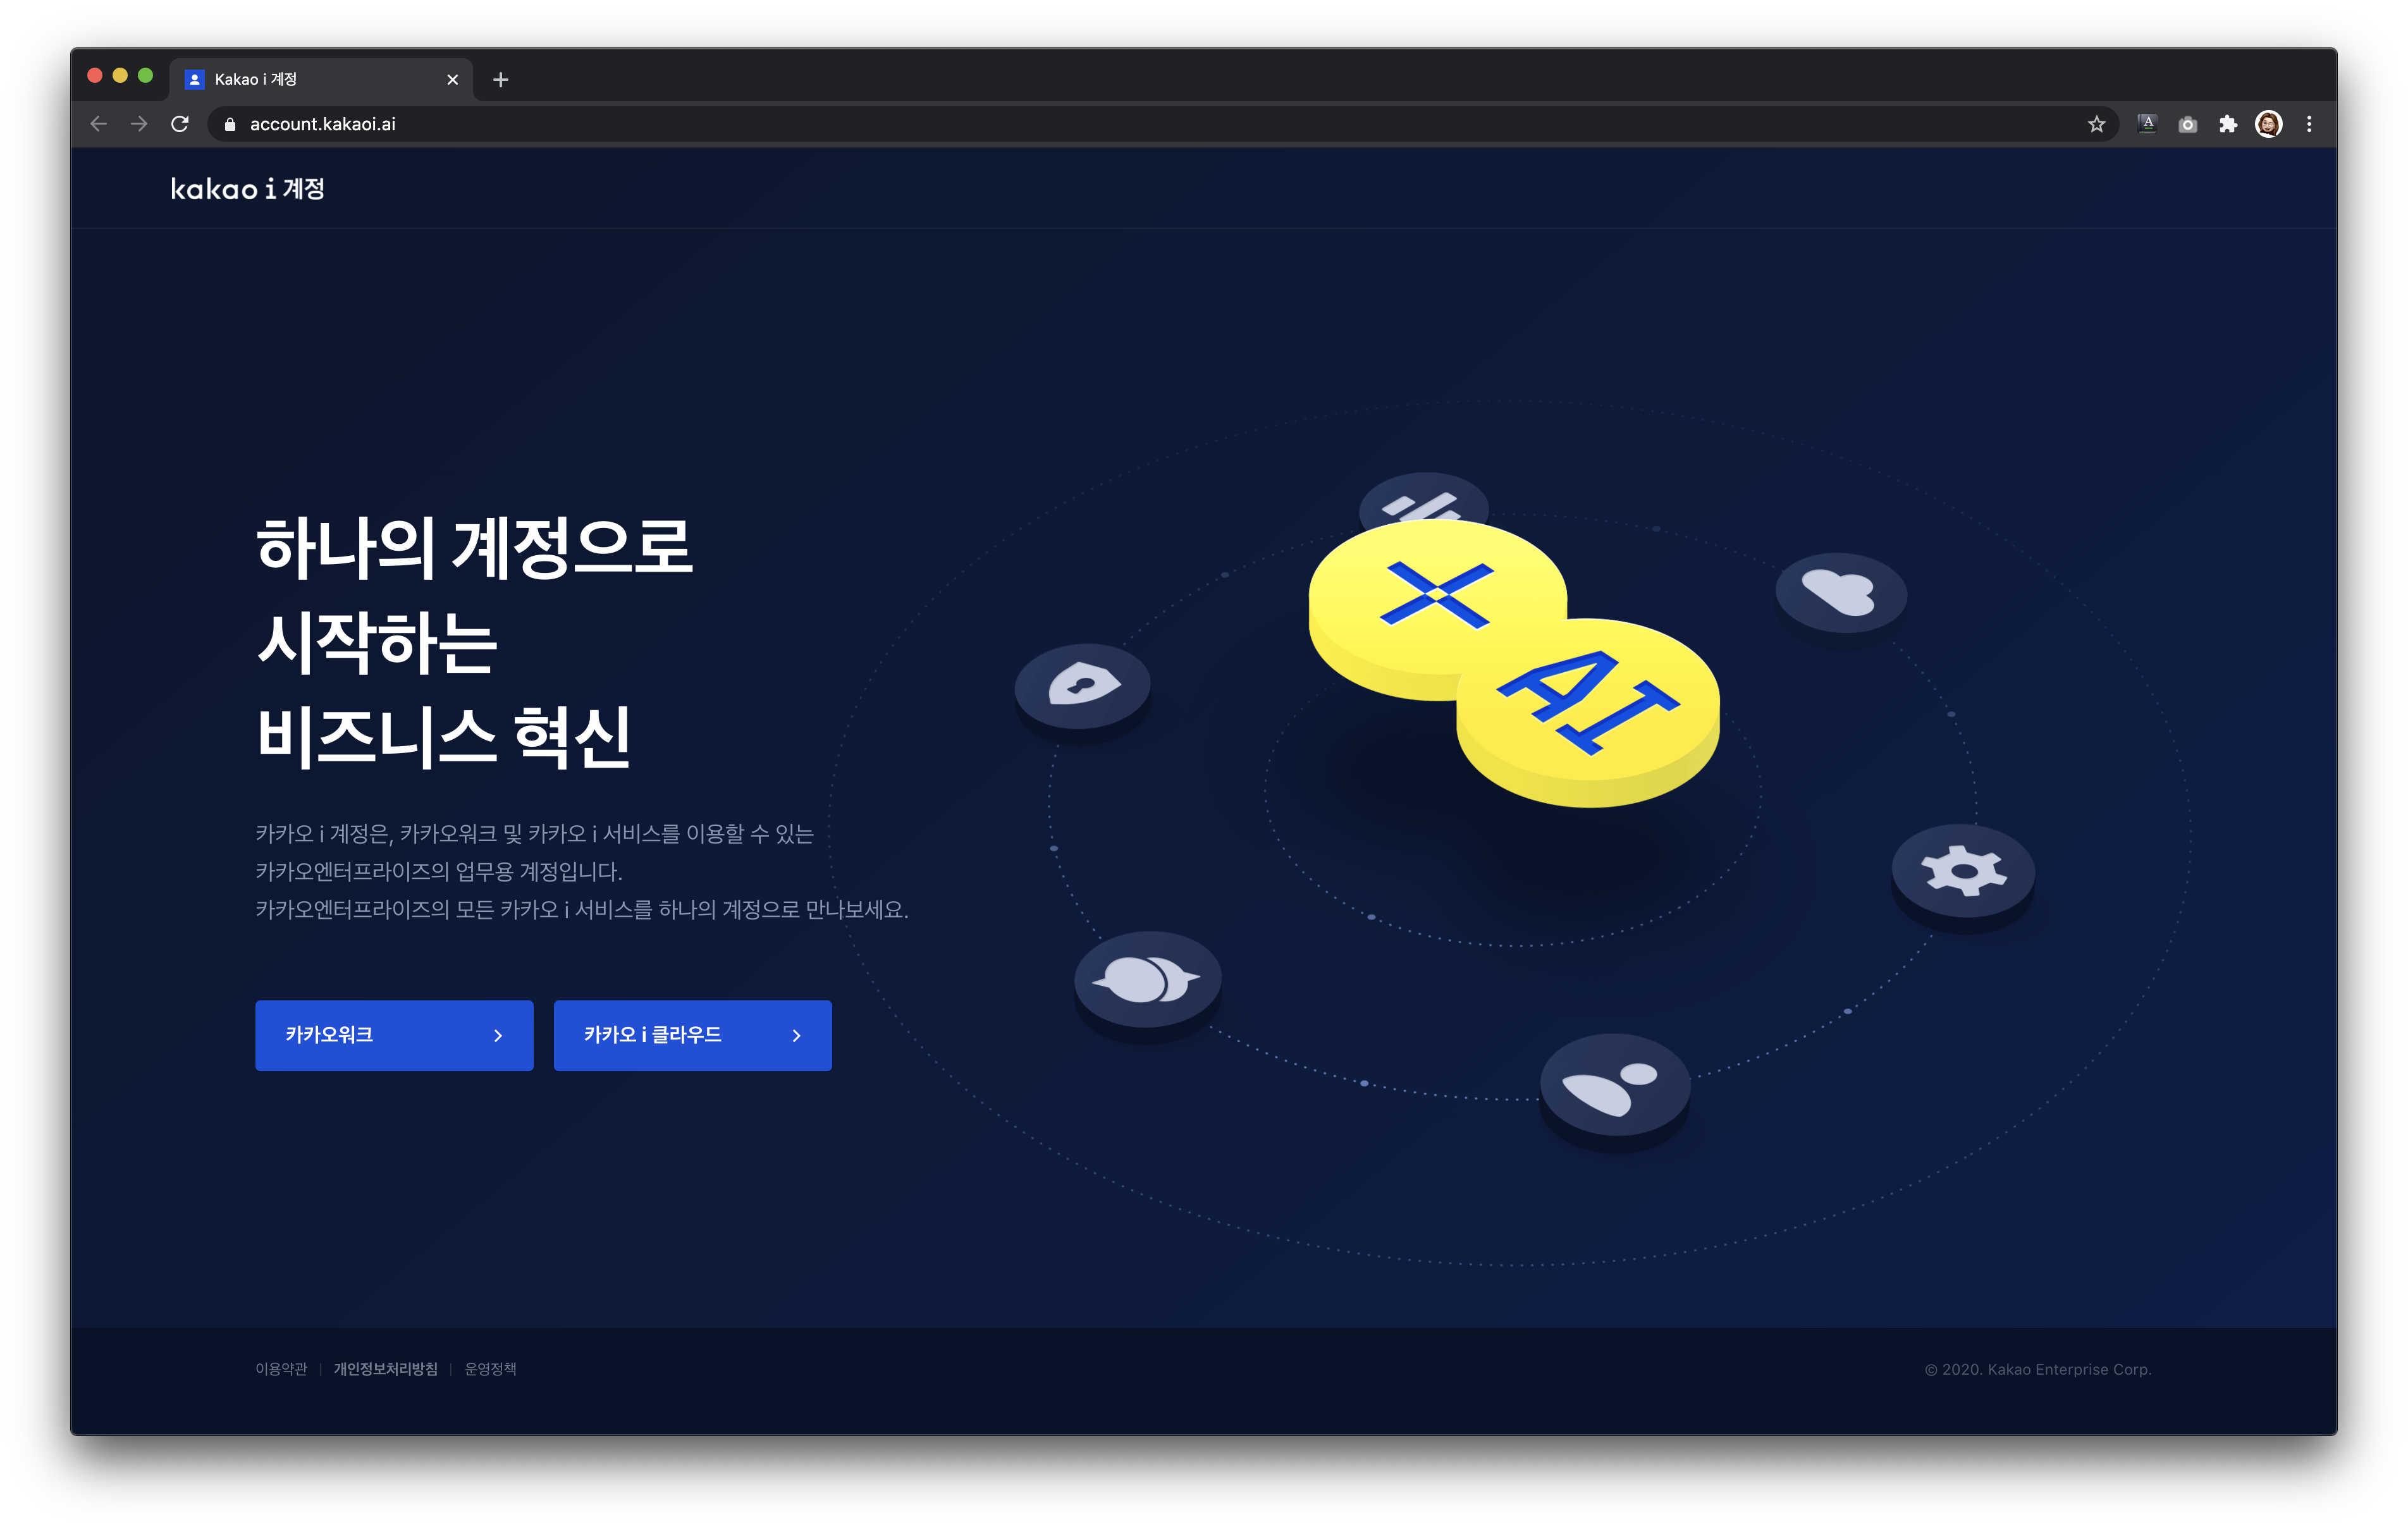 Kakao i 계정
account.kakaoi.ai
kakao i 계정
하나의 계정으로
시작하는
비즈니스 혁신
카카오 i 계정은, 카카오워크 및 카카오 i 서비스를 이용할 수 있는
카카오엔터프라이즈의 업무용 계정입니다.
카카오엔터프라이즈의 모든 카카오 i 서비스를 하나의 계정으로 만나보세요.
카카오워크
카카오 i 클라우드
AI
이용약관 | 개인정보처리방침 | 운영정책
© 2020. Kakao Enterprise Corp.